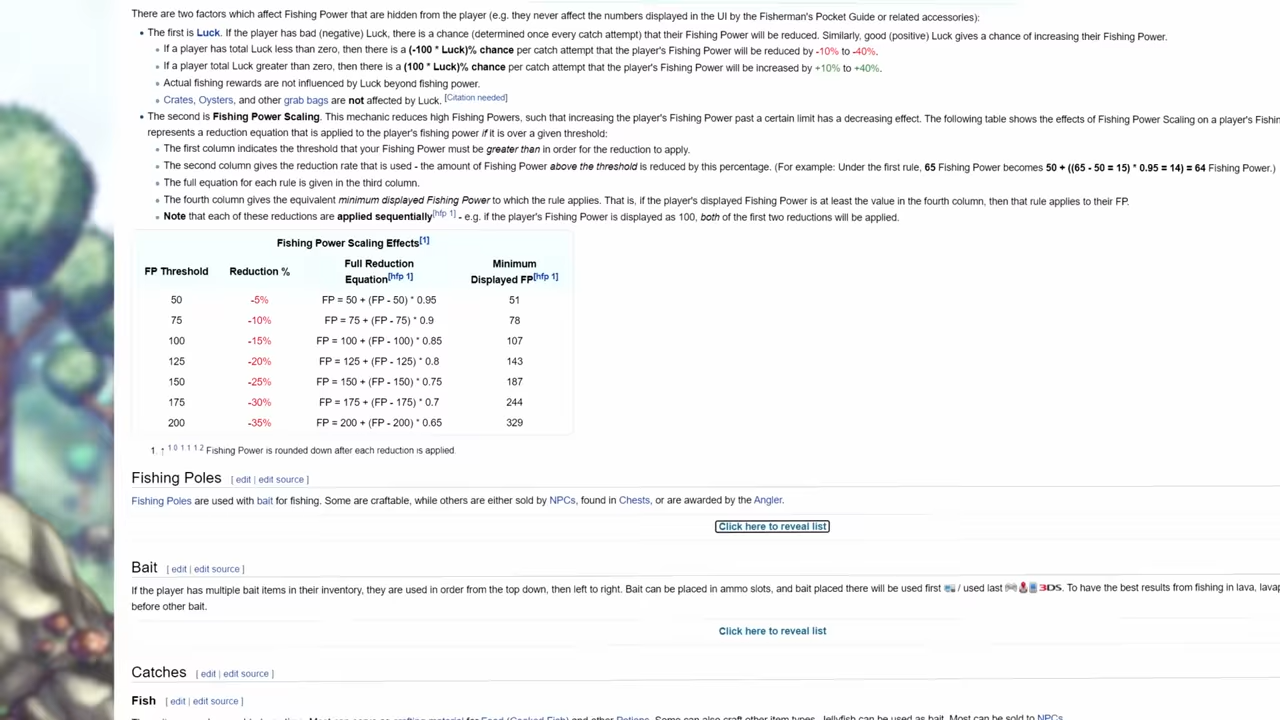 There are two factors which affect Fishing Power that are hidden from the player (e.g. they never affect the numbers displayed in the UI by the Fisherman's Pocket Guide or related accessories):
The first is Luck. If the player has bad (negative) Luck, there is a chance (determined once every catch attempt) that their Fishing Power will be reduced. Similarly, good (positive) Luck gives a chance of increasing their Fishing Power.
If a player has total Luck less than zero, then there is a (-100 * Luck)% chance per catch attempt that the player's Fishing Power will be reduced by -10% to -40%.
If a player total Luck greater than zero, then there is a (100 * Luck)% chance per catch attempt that the player's Fishing Power will be increased by +10% to +40%.
Actual fishing rewards are not influenced by Luck beyond fishing power.
Crates, Oysters, and other grab bags are not affected by Luck. [Citation needed]
The second is Fishing Power Scaling. This mechanic reduces high Fishing Powers, such that increasing the player's Fishing Power past a certain limit has a decreasing effect. The following table shows the effects of Fishing Power Scaling on a player's Fishin
represents a reduction equation that is applied to the player's fishing power if it is over a given threshold:
The first column indicates the threshold that your Fishing Power must be greater than in order for the reduction to apply.
The second column gives the reduction rate that is used - the amount of Fishing Power above the threshold is reduced by this percentage. (For example: Under the first rule, 65 Fishing Power becomes 50 + ((65 - 50 = 15) * 0.95 = 14) = 64 Fishing Power.)
The full equation for each rule is given in the third column.
The fourth column gives the equivalent minimum displayed Fishing Power to which the rule applies. That is, if the player's displayed Fishing Power is at least the value in the fourth column, then that rule applies to their FP.
Note that each of these reductions are applied sequentially[hfp 1] - e.g. if the player's Fishing Power is displayed as 100, both of the first two reductions will be applied.
Fishing Power Scaling Effects[1]
FP Threshold Reduction % Full Reduction Equation[hfp 1] Minimum Displayed FP[hfp 1]
50 -5% FP = 50 + (FP - 50) * 0.95 51
75 -10% FP = 75 + (FP - 75) * 0.9 78
100 -15% FP = 100 + (FP - 100) * 0.85 107
125 -20% FP = 125 + (FP - 125) * 0.8 143
150 -25% FP = 150 + (FP - 150) * 0.75 187
175 -30% FP = 175 + (FP - 175) * 0.7 244
200 -35% FP = 200 + (FP - 200) * 0.65 329
1. ↑ 1.0 1.1 1.2 Fishing Power is rounded down after each reduction is applied.
Fishing Poles [ edit | edit source ]
Fishing Poles are used with bait for fishing. Some are craftable, while others are either sold by NPCs, found in Chests, or are awarded by the Angler.
Click here to reveal list
Bait [ edit | edit source ]
If the player has multiple bait items in their inventory, they are used in order from the top down, then left to right. Bait can be placed in ammo slots, and bait placed there will be used first / used last 3DS. To have the best results from fishing in lava, lava
before other bait.
Click here to reveal list
Catches [ edit | edit source ]
Fish [ edit | edit source ]